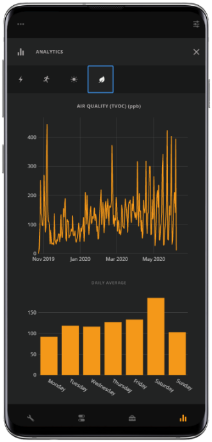 ANALYTICS
AIR QUALITY (TVOC) (ppb)
400
300
200
100
0
Nov 2019 Jan 2020 Mar 2020 May 2020
DAILY AVERAGE
150
100
50
0
Monday Tuesday Wednesday Thursday Friday Saturday Sunday